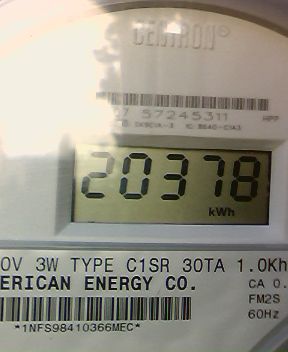 CENTRON®
57245311 HPP
20378
kWh
0V 3W TYPE C1SR 30TA 1.0Kh
ERICAN ENERGY CO. CA 0.
FM2S
60Hz
*1NFS98410366MEC*